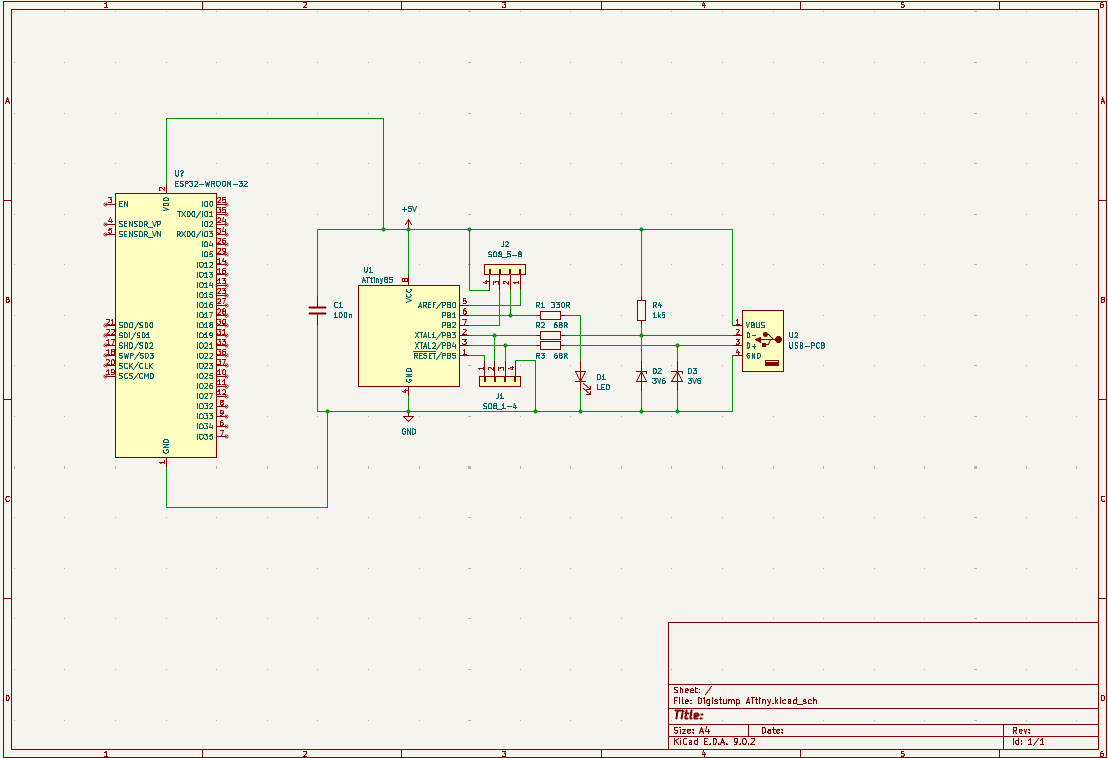 1 2 3 4 5 6
A A
B B
C C
D D
U?
ESP32-WROOM-32
2
VDD
3 EN
4 SENSOR_VP
5 SENSOR_VN
21 SDO/SD0
22 SDI/SD1
17 SHD/SD2
18 SWP/SD3
20 SCK/CLK
19 SCS/CMD
IO0 25
TXD0/IO1 35
IO2 24
RXD0/IO3 34
IO4 26
IO5 29
IO12 14
IO13 16
IO14 13
IO15 23
IO16 27
IO17 28
IO18 30
IO19 31
IO21 33
IO22 36
IO23 37
IO25 10
IO26 11
IO27 12
IO32 8
IO33 9
IO34 6
IO35 7
GND
1
C1
100n
+5V
U1
ATtiny85
8
VCC
AREF/PB0 5
PB1 6
PB2 7
XTAL1/PB3 2
XTAL2/PB4 3
RESET/PB5 1
GND
4
GND
J2
SO8_5-8
4 3 2 1
R1 330R
R2 68R
R3 68R
1 2 3 4
J1
SO8_1-4
D1
LED
R4
1k5
D2
3V6
D3
3V6
1 VBUS
2 D-
3 D+
4 GND
U2
USB-PCB
Sheet: /
File: Digistump ATtiny.kicad_sch
Title:
Size: A4 Date: Rev:
KiCad E.D.A. 9.0.2 Id: 1/1
1 2 3 4 5 6